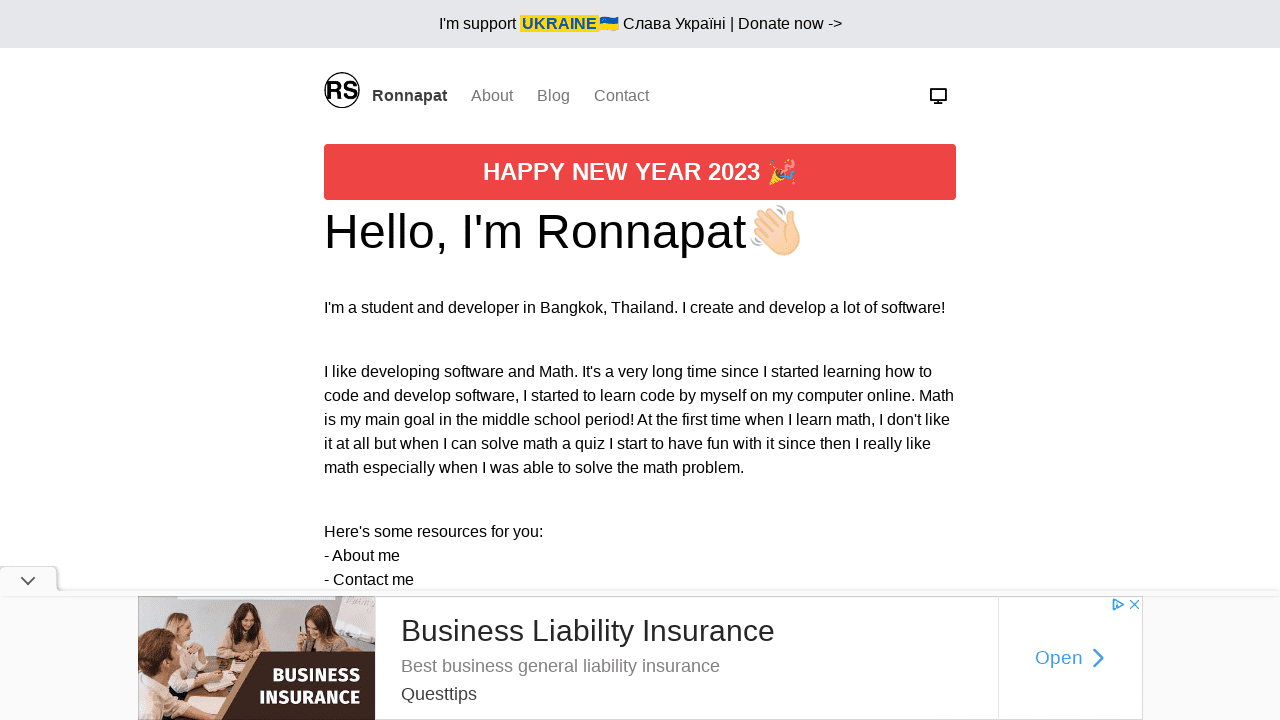 I'm support UKRAINE🇺🇦 Слава Україні | Donate now ->
RS Ronnapat About Blog Contact
HAPPY NEW YEAR 2023 🎉
Hello, I'm Ronnapat👋🏻
I'm a student and developer in Bangkok, Thailand. I create and develop a lot of software!
I like developing software and Math. It's a very long time since I started learning how to
code and develop software, I started to learn code by myself on my computer online. Math
is my main goal in the middle school period! At the first time when I learn math, I don't like
it at all but when I can solve math a quiz I start to have fun with it since then I really like
math especially when I was able to solve the math problem.
Here's some resources for you:
- About me
- Contact me
BUSINESS
INSURANCE
Business Liability Insurance
Best business general liability insurance
Questtips
Open